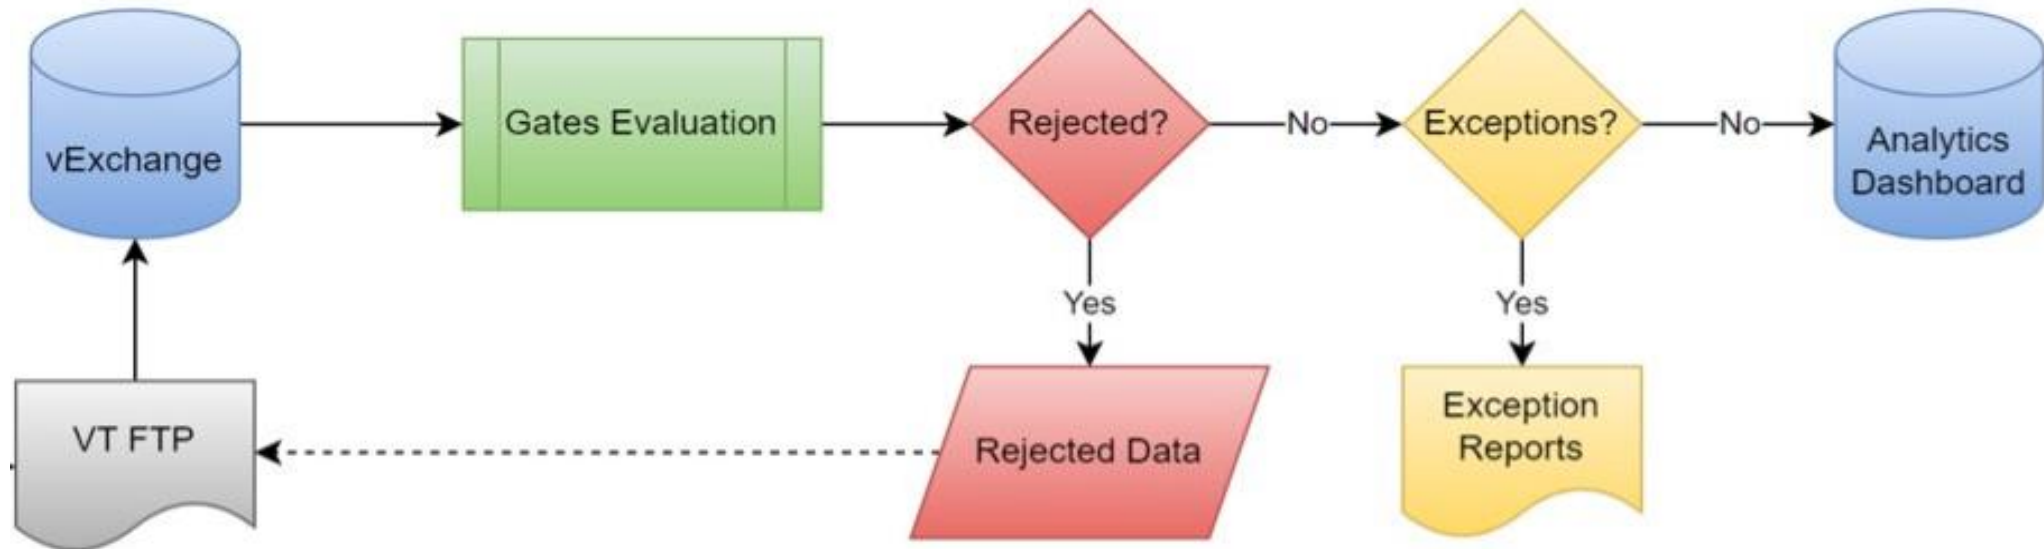 vExchange
Gates Evaluation
Rejected?
No
Exceptions?
No
Analytics
Dashboard
Yes
Yes
VT FTP
Rejected Data
Exception
Reports